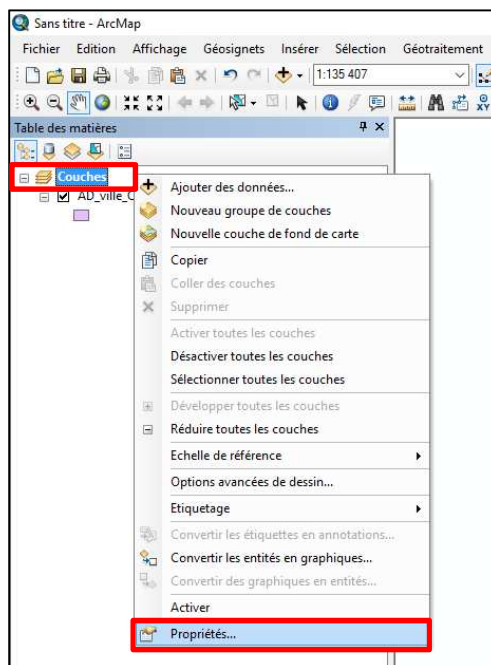 Sans titre - ArcMap
Fichier Edition Affichage Géosignets Insérer Sélection Géotraitement
1:135 407
Table des matières
Couches
AD_ville_
Ajouter des données...
Nouveau groupe de couches
Nouvelle couche de fond de carte
Copier
Coller des couches
Supprimer
Activer toutes les couches
Désactiver toutes les couches
Sélectionner toutes les couches
Développer toutes les couches
Réduire toutes les couches
Echelle de référence
Options avancées de dessin...
Etiquetage
Convertir les étiquettes en annotations...
Convertir les entités en graphiques...
Convertir des graphiques en entités...
Activer
Propriétés...